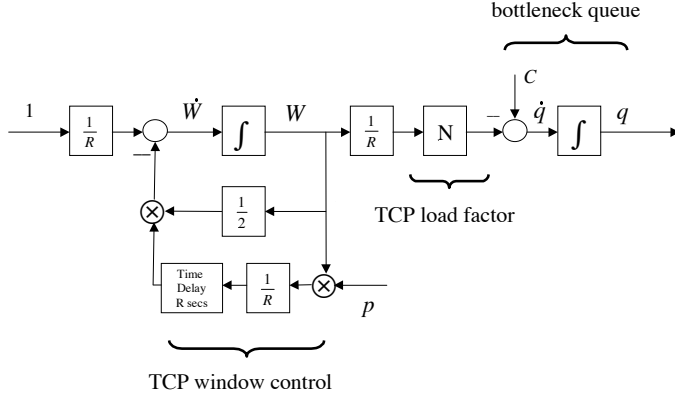 bottleneck queue
C
1
1/R
Ẇ
∫
W
1/R
N
−
q̇
∫
q
—
1/2
TCP load factor
Time
Delay
R secs
1/R
p
TCP window control